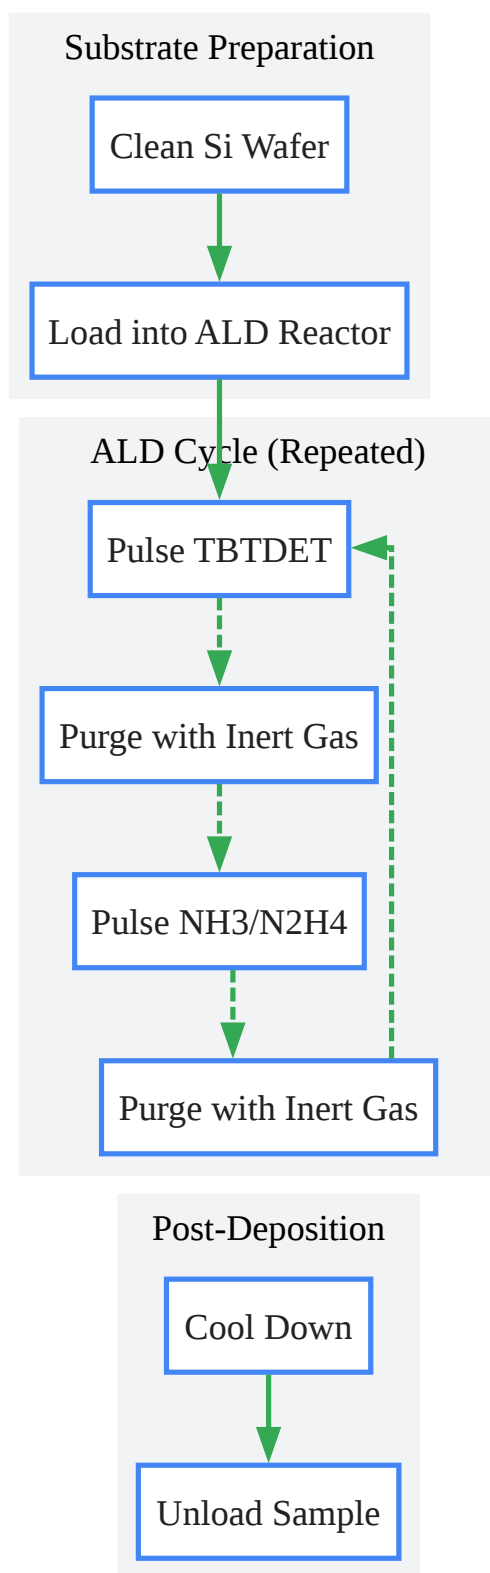 Substrate Preparation
Clean Si Wafer
Load into ALD Reactor
ALD Cycle (Repeated)
Pulse TBTDET
Purge with Inert Gas
Pulse NH3/N2H4
Purge with Inert Gas
Post-Deposition
Cool Down
Unload Sample